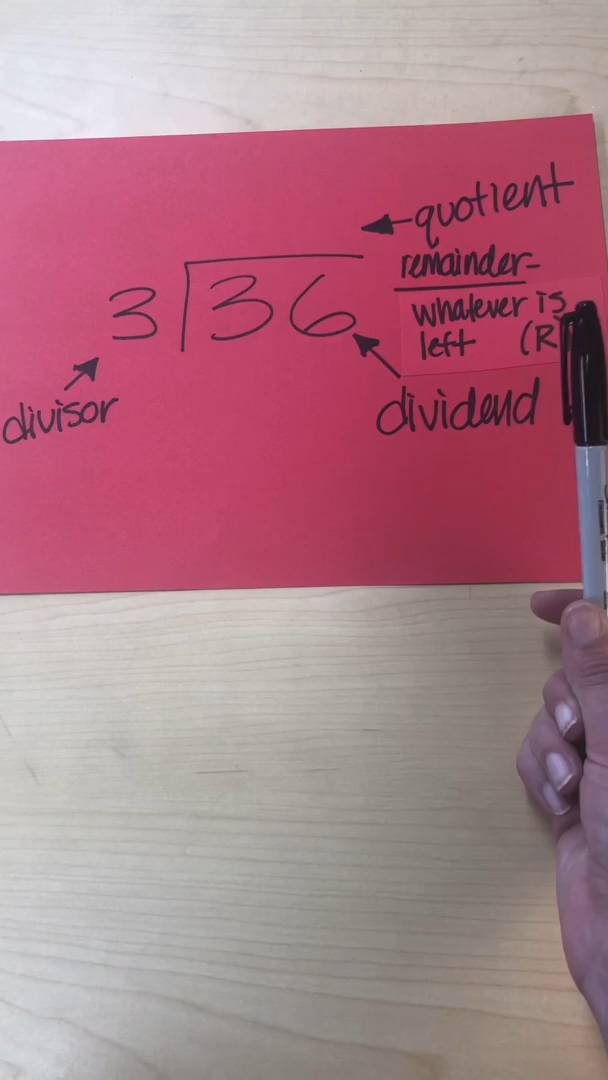 quotient
remainder-
3 36
whatever is
left (R
divisor
dividend